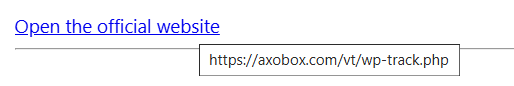 Open the official website
https://axobox.com/vt/wp-track.php